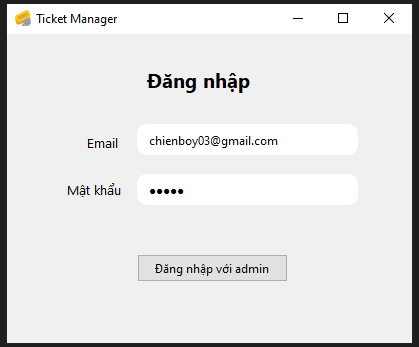 Ticket Manager
Đăng nhập
Email
chienboy03@gmail.com
Mật khẩu
●●●●●
Đăng nhập với admin